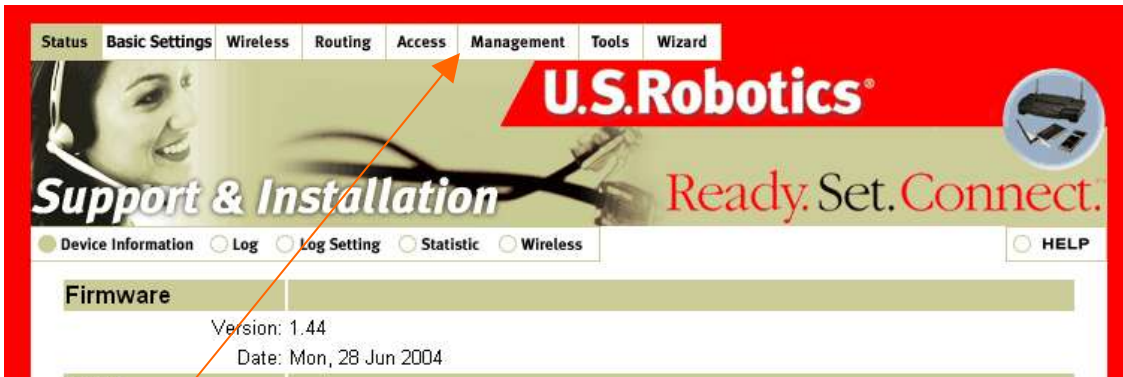 Status Basic Settings Wireless Routing Access Management Tools Wizard
U.S.Robotics®
Support & Installation
Ready. Set. Connect.™
Device Information Log Log Setting Statistic Wireless HELP
Firmware
Version: 1.44
Date: Mon, 28 Jun 2004